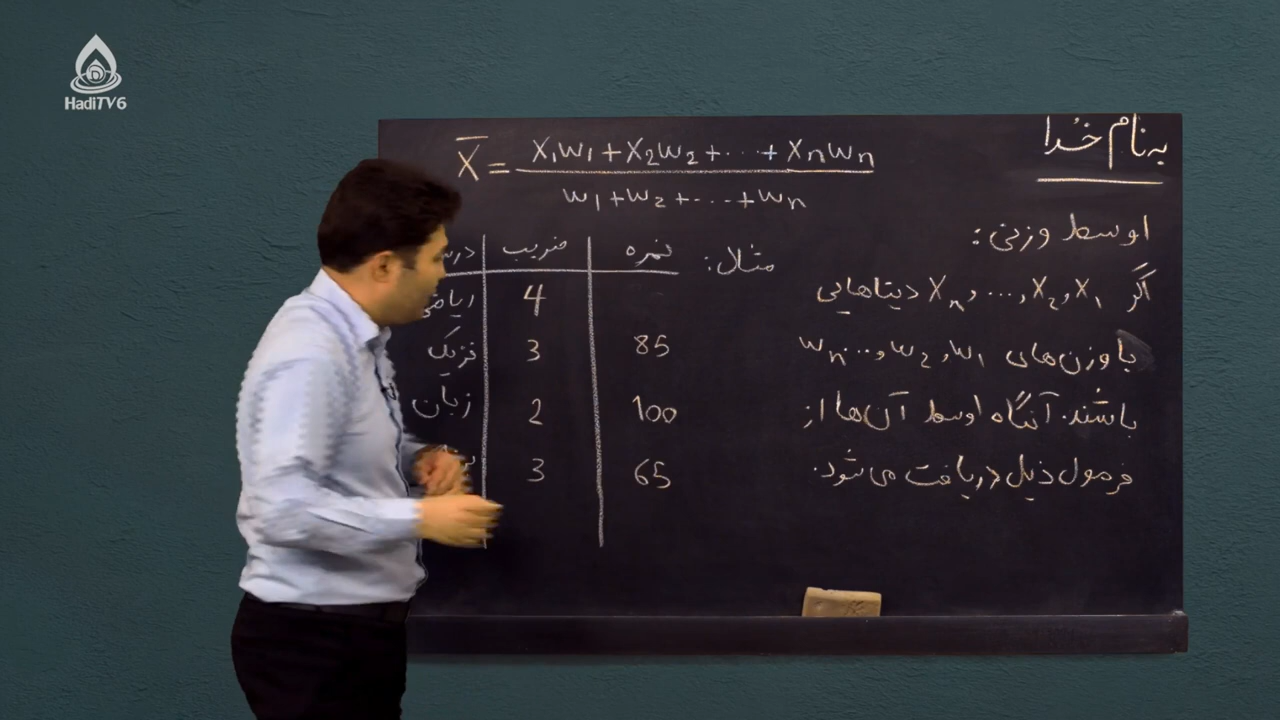 HadiTV6
به نام خدا
X̄ = (X₁W₁ + X₂W₂ + ... + XₙWₙ) / (W₁ + W₂ + ... + Wₙ)
اوسط وزنی:
اگر X₁ و X₂ و ... و Xₙ دیتاهایی
با وزن‌های W₁ و W₂ و ... Wₙ
باشند. آنگاه اوسط آن‌ها از
فرمول ذیل دریافت می‌شود.
مثال:
نمره ضریب
4
85 3 فزیک
100 2 زبان
65 3